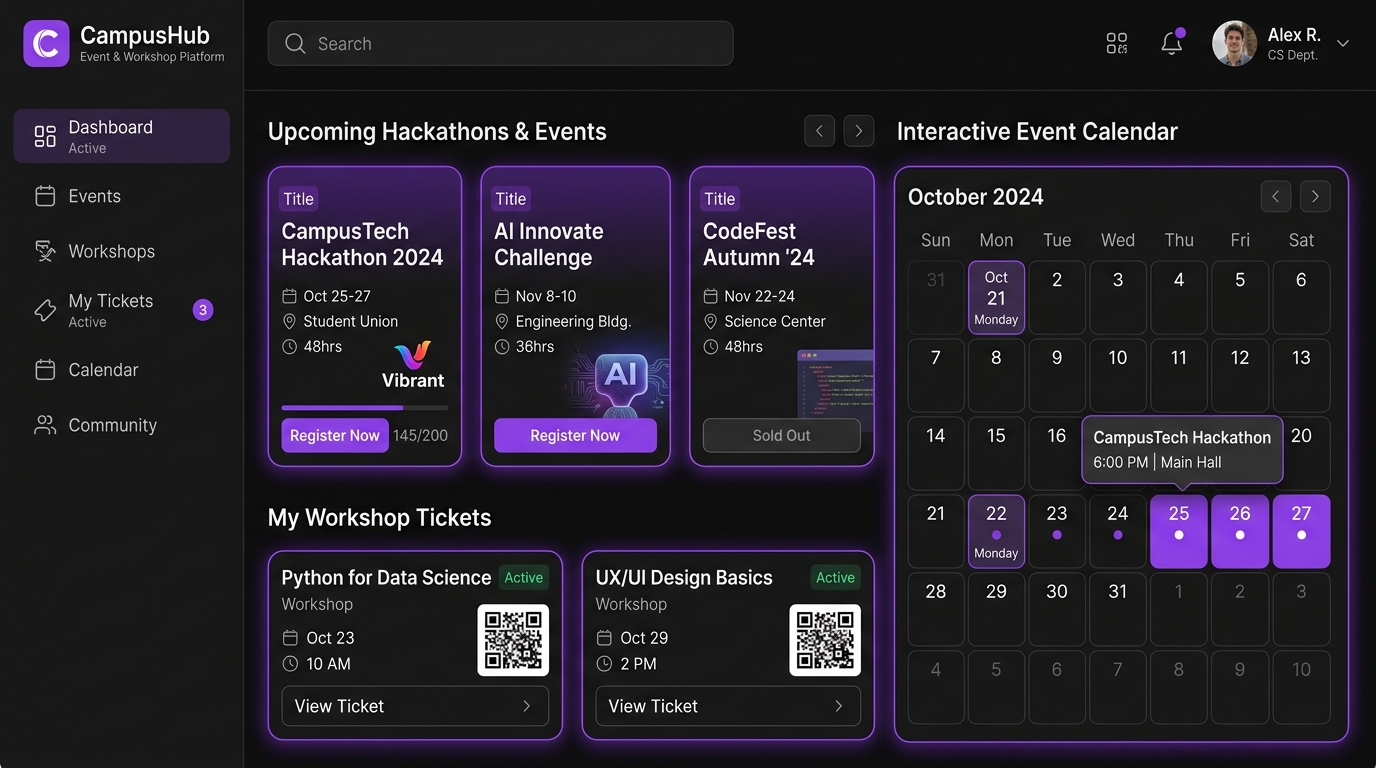 CampusHub
Event & Workshop Platform
Search
Alex R.
CS Dept.
Dashboard
Active
Events
Workshops
My Tickets
Active
3
Calendar
Community
Upcoming Hackathons & Events
Title
CampusTech
Hackathon 2024
Oct 25-27
Student Union
48hrs
Vibrant
Register Now
145/200
Title
AI Innovate
Challenge
Nov 8-10
Engineering Bldg.
36hrs
AI
Register Now
Title
CodeFest
Autumn '24
Nov 22-24
Science Center
48hrs
Sold Out
My Workshop Tickets
Python for Data Science
Active
Workshop
Oct 23
10 AM
View Ticket
UX/UI Design Basics
Active
Workshop
Oct 29
2 PM
View Ticket
Interactive Event Calendar
October 2024
Sun Mon Tue Wed Thu Fri Sat
31 Oct 21 Monday 2 3 4 5 6
7 8 9 10 11 12 13
14 15 16 20
CampusTech Hackathon
6:00 PM | Main Hall
21 22 23 24 25 26 27
Monday
28 29 30 31 1 2 3
4 5 6 7 8 9 10